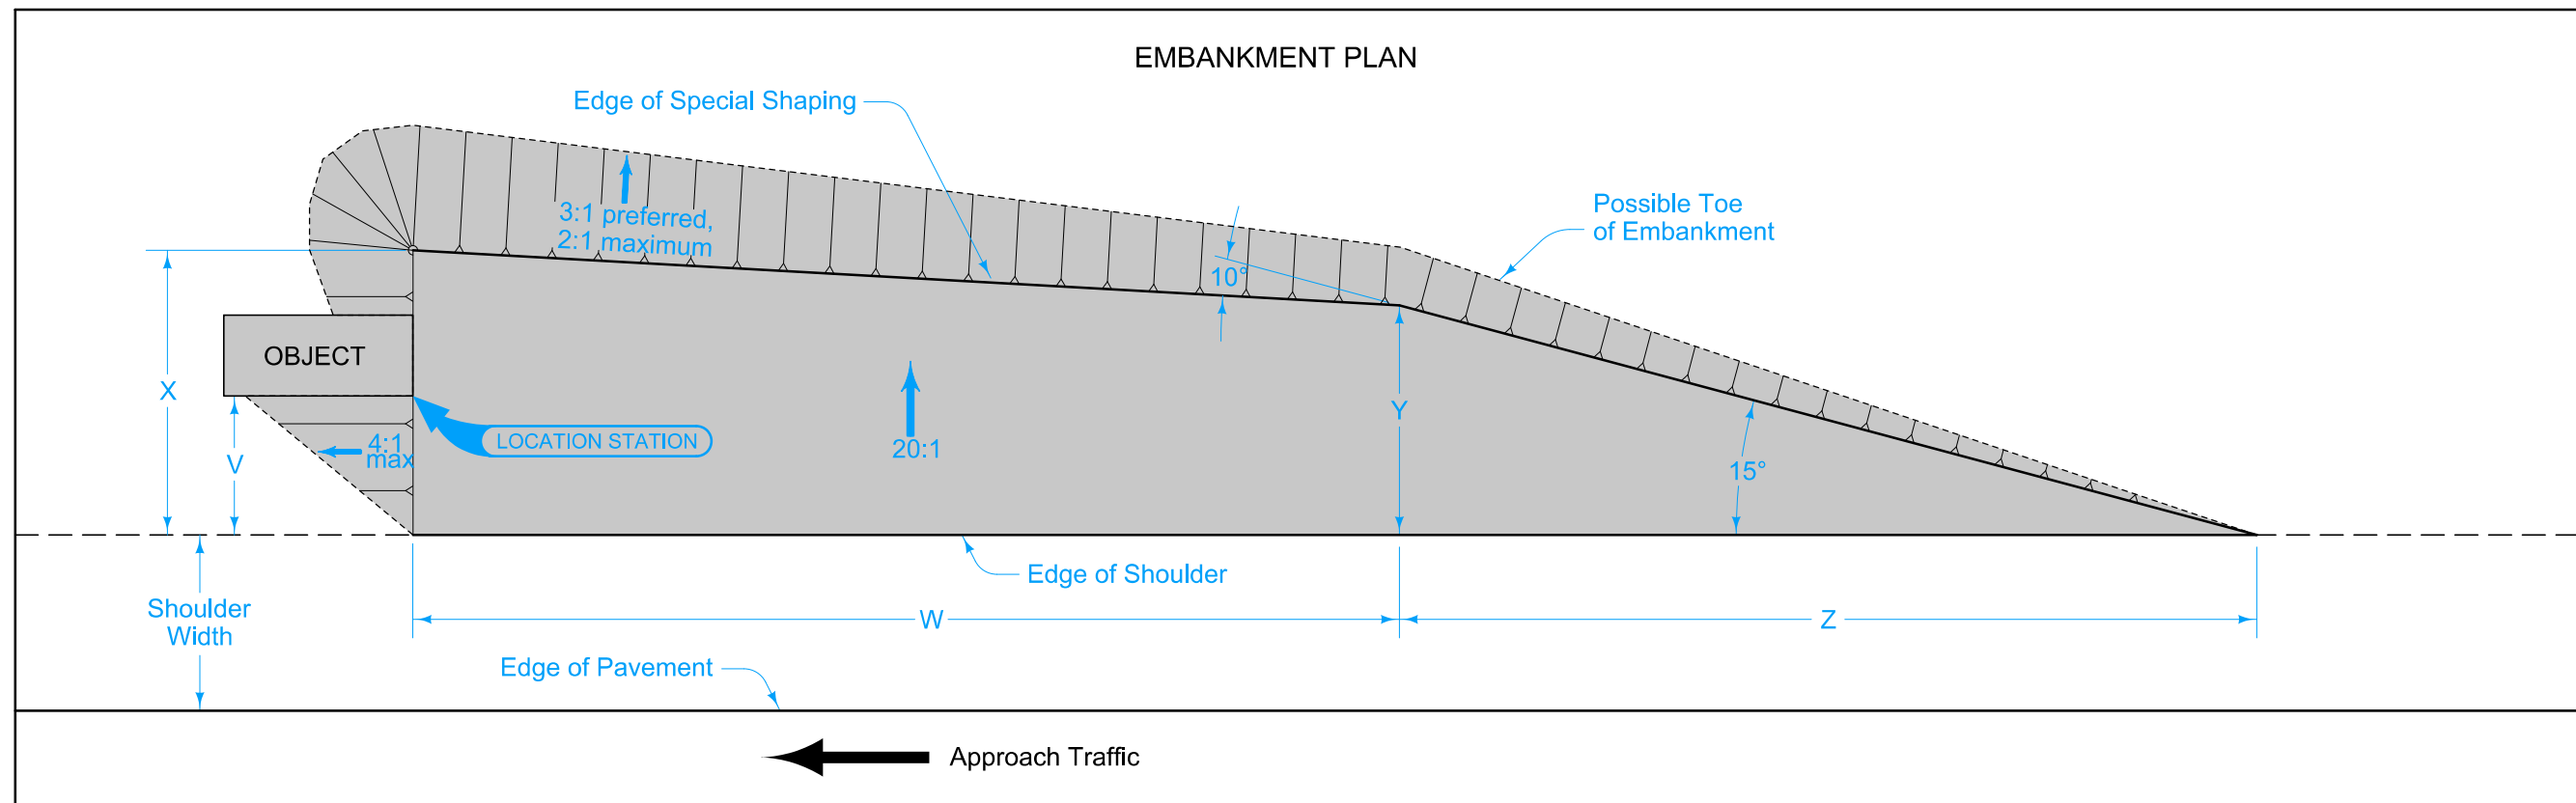 EMBANKMENT PLAN
Edge of Special Shaping
3:1 preferred,
2:1 maximum
Possible Toe
of Embankment
10°
OBJECT
X
Y
V
4:1
max
LOCATION STATION
20:1
15°
Edge of Shoulder
Shoulder
Width
W
Z
Edge of Pavement
Approach Traffic